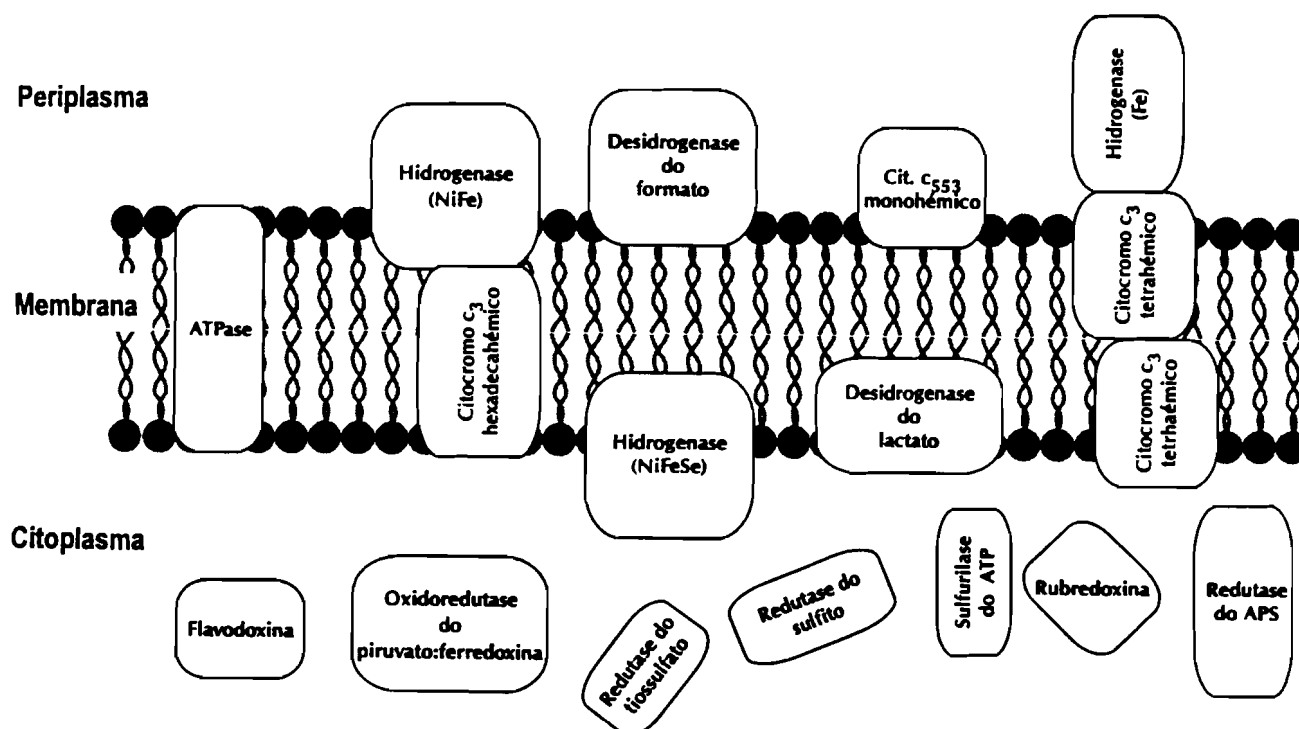 Periplasma
Hidrogenase
(NiFe)
Desidrogenase
do
formato
Cit. c553
monohémico
Hidrogenase
(Fe)
Membrana
ATPase
Citocromo c3
hexadecahémico
Hidrogenase
(NiFeSe)
Desidrogenase
do
lactato
Citocromo c3
tetrahémico
Citocromo c3
tetrhaémico
Citoplasma
Flavodoxina
Oxidoredutase
do
piruvato:ferredoxina
Redutase do
tiossulfato
Redutase do
sulfito
Sulfurilase
do ATP
Rubredoxina
Redutase
do APS